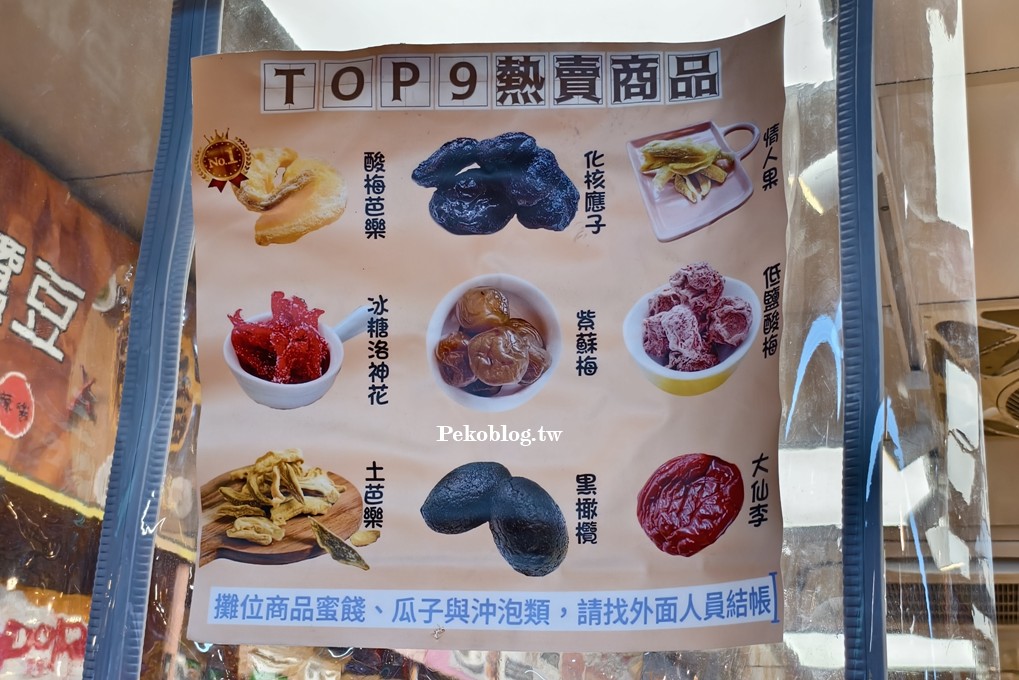 TOP9熱賣商品
No.1
酸梅芭樂
化核應子
情人果
冰糖洛神花
紫蘇梅
低鹽酸梅
Pekoblog.tw
土芭樂
黑橄欖
大仙李
攤位商品蜜餞、瓜子與沖泡類，請找外面人員結帳
豆